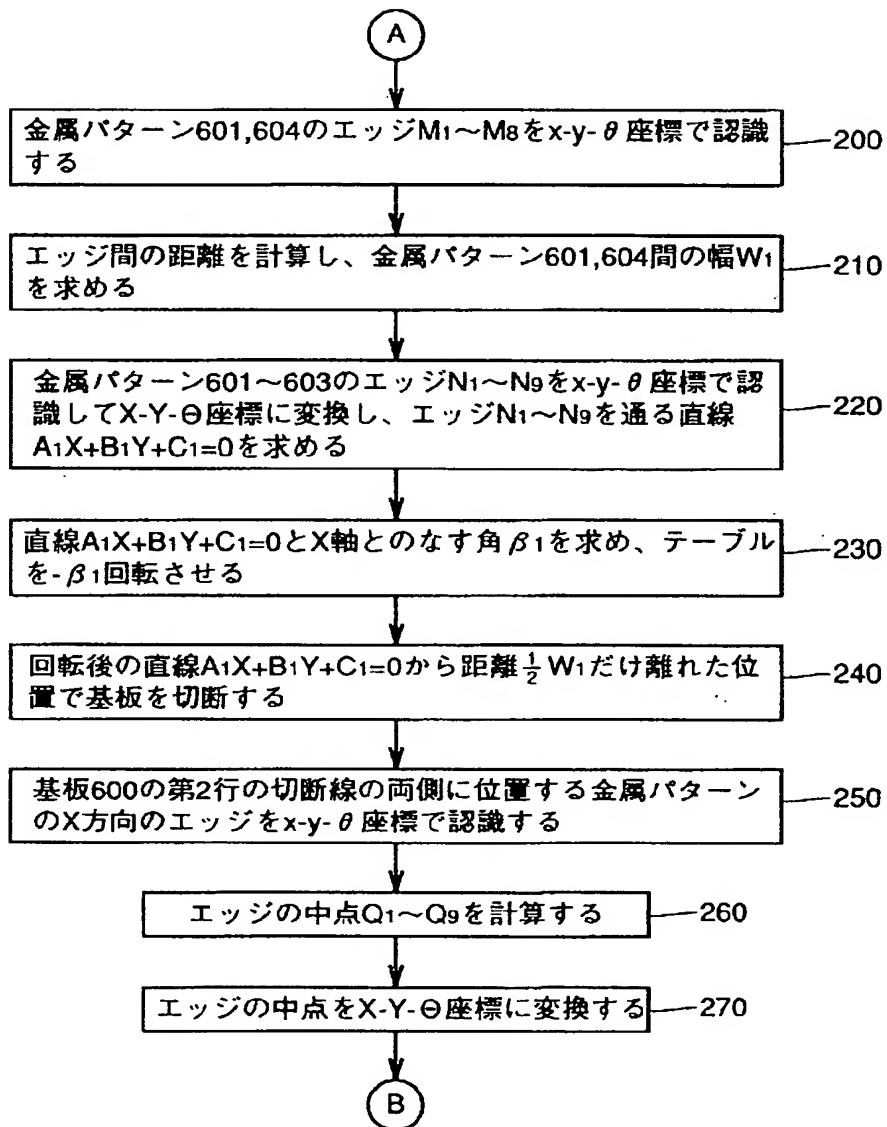 A
金属パターン601,604のエッジM1～M8をx-y-θ座標で認識
する
200
エッジ間の距離を計算し、金属パターン601,604間の幅W1
を求める
210
金属パターン601～603のエッジN1～N9をx-y-θ座標で認
識してX-Y-Θ座標に変換し、エッジN1～N9を通る直線
A1X+B1Y+C1=0を求める
220
直線A1X+B1Y+C1=0とX軸とのなす角β1を求め、テーブル
を-β1回転させる
230
回転後の直線A1X+B1Y+C1=0から距離1/2 W1だけ離れた位
置で基板を切断する
240
基板600の第2行の切断線の両側に位置する金属パターン
のX方向のエッジをx-y-θ座標で認識する
250
エッジの中点Q1～Q9を計算する
260
エッジの中点をX-Y-Θ座標に変換する
270
B